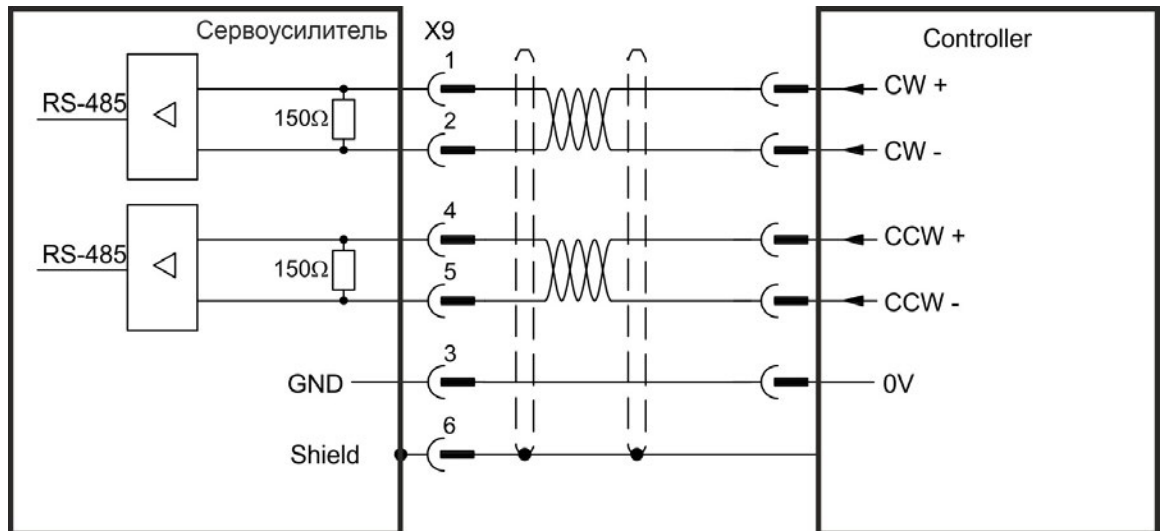 Сервоусилитель X9 Controller
1
RS-485 150Ω CW +
2
CW -
4
RS-485 150Ω CCW +
5
CCW -
3
GND 0V
6
Shield